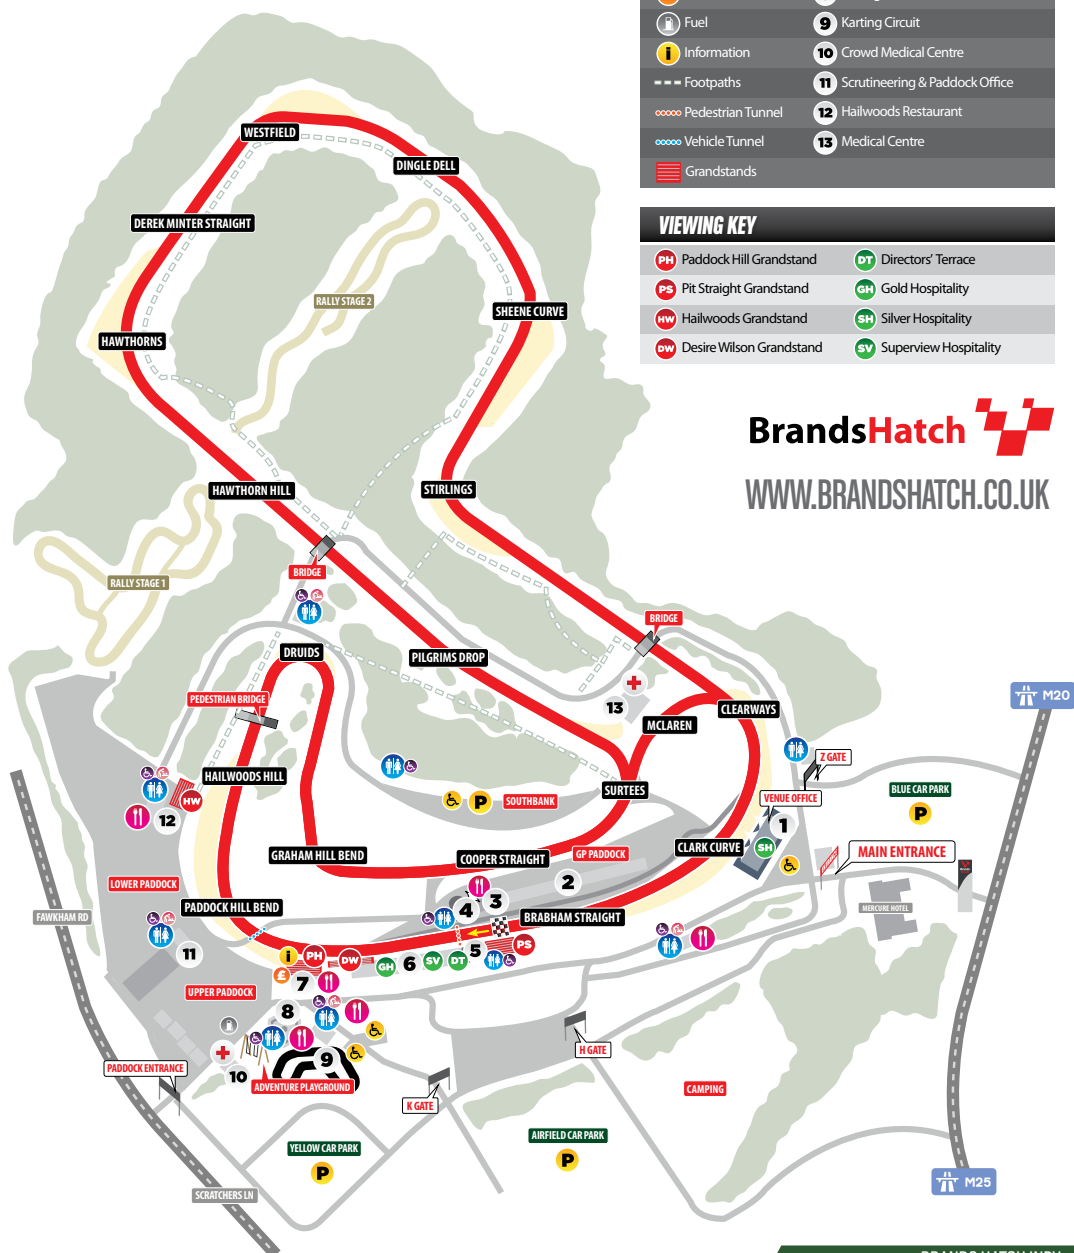 Fuel
9 Karting Circuit
i Information
10 Crowd Medical Centre
Footpaths
11 Scrutineering & Paddock Office
Pedestrian Tunnel
12 Hailwoods Restaurant
Vehicle Tunnel
13 Medical Centre
Grandstands
VIEWING KEY
PH Paddock Hill Grandstand
DT Directors' Terrace
PS Pit Straight Grandstand
GH Gold Hospitality
HW Hailwoods Grandstand
SH Silver Hospitality
DW Desire Wilson Grandstand
SV Superview Hospitality
BrandsHatch
WWW.BRANDSHATCH.CO.UK
WESTFIELD
DINGLE DELL
DEREK MINTER STRAIGHT
RALLY STAGE 2
SHEENE CURVE
HAWTHORNS
HAWTHORN HILL
STIRLINGS
BRIDGE
RALLY STAGE 1
BRIDGE
DRUIDS
PILGRIMS DROP
13
PEDESTRIAN BRIDGE
MCLAREN
CLEARWAYS
M20
Z GATE
HAILWOODS HILL
SURTEES
VENUE OFFICE
BLUE CAR PARK
P
HW
12
P
SOUTHBANK
1
SH
GRAHAM HILL BEND
COOPER STRAIGHT
GP PADDOCK
CLARK CURVE
MAIN ENTRANCE
LOWER PADDOCK
2
3
4
MERCURE HOTEL
PADDOCK HILL BEND
BRABHAM STRAIGHT
FAWKHAM RD
11
i
PH
DW
GH
6
SV
DT
5
PS
£
7
UPPER PADDOCK
8
9
10
H GATE
PADDOCK ENTRANCE
ADVENTURE PLAYGROUND
K GATE
CAMPING
YELLOW CAR PARK
P
AIRFIELD CAR PARK
P
SCRATCHERS LN
M25